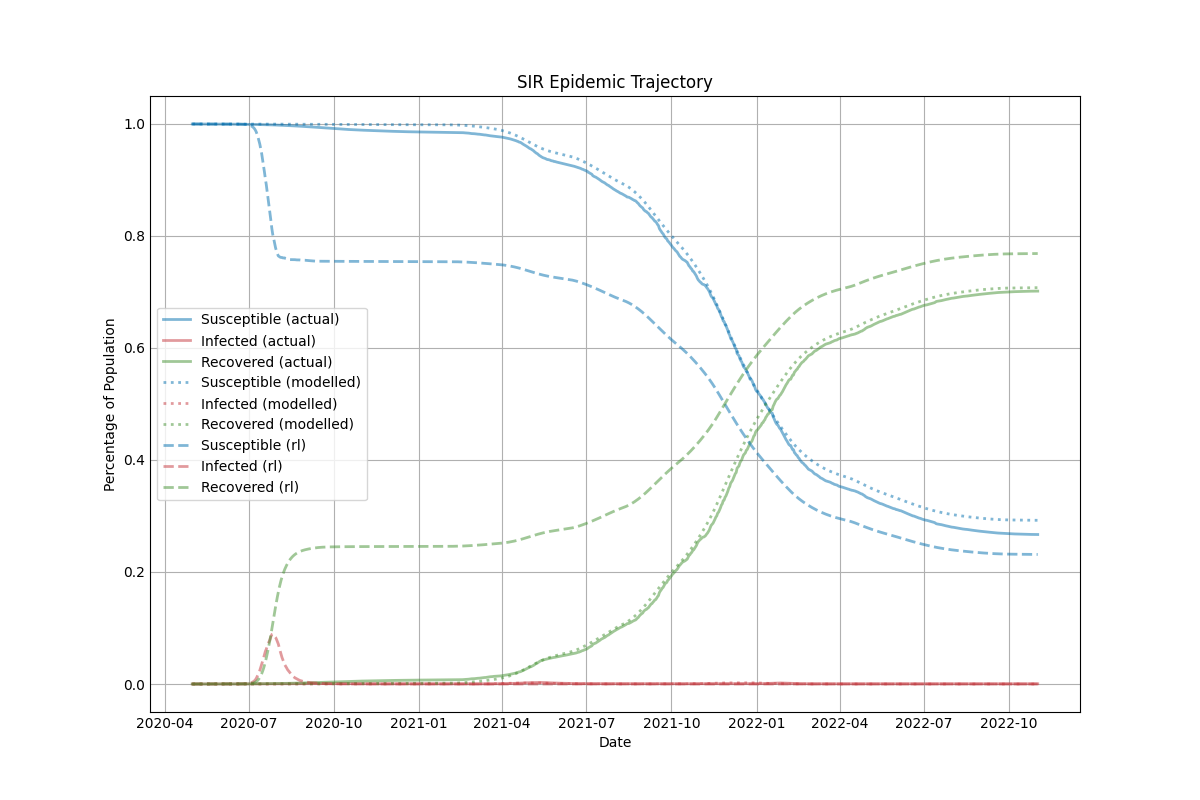 SIR Epidemic Trajectory
1.0
0.8
0.6
0.4
0.2
0.0
Percentage of Population
Susceptible (actual)
Infected (actual)
Recovered (actual)
Susceptible (modelled)
Infected (modelled)
Recovered (modelled)
Susceptible (rl)
Infected (rl)
Recovered (rl)
2020-04 2020-07 2020-10 2021-01 2021-04 2021-07 2021-10 2022-01 2022-04 2022-07 2022-10
Date